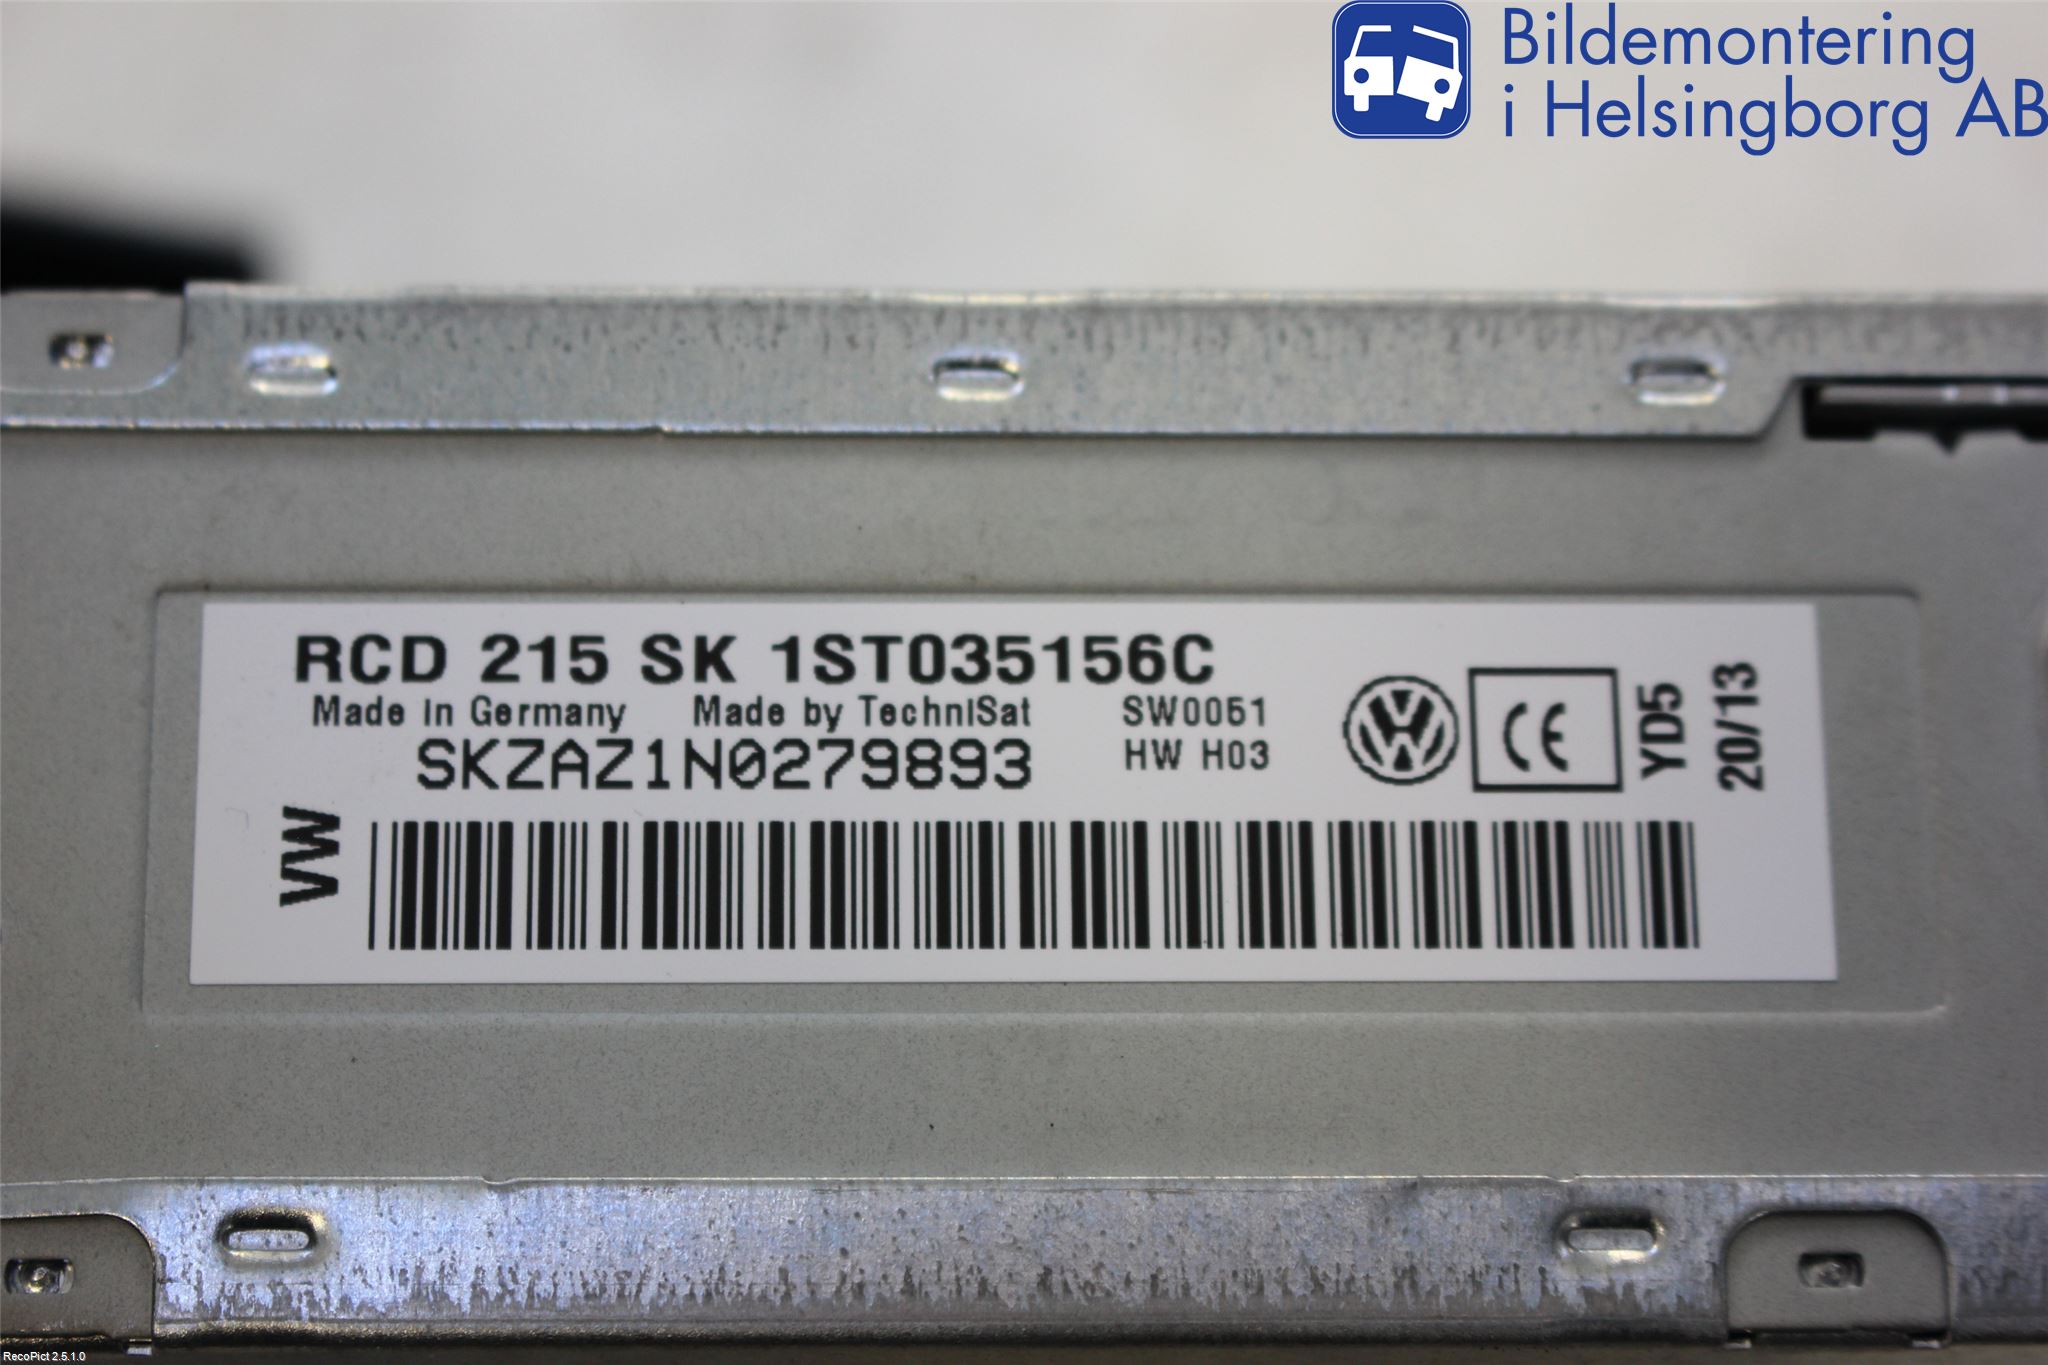 Bildemontering
i Helsingborg AB
RCD 215 SK 1ST035156C
Made in Germany Made by TechniSat SW0051
SKZAZ1N0279893 HW H03
VW
CE
YD5
20/13
RecoPict 2.5.1.0